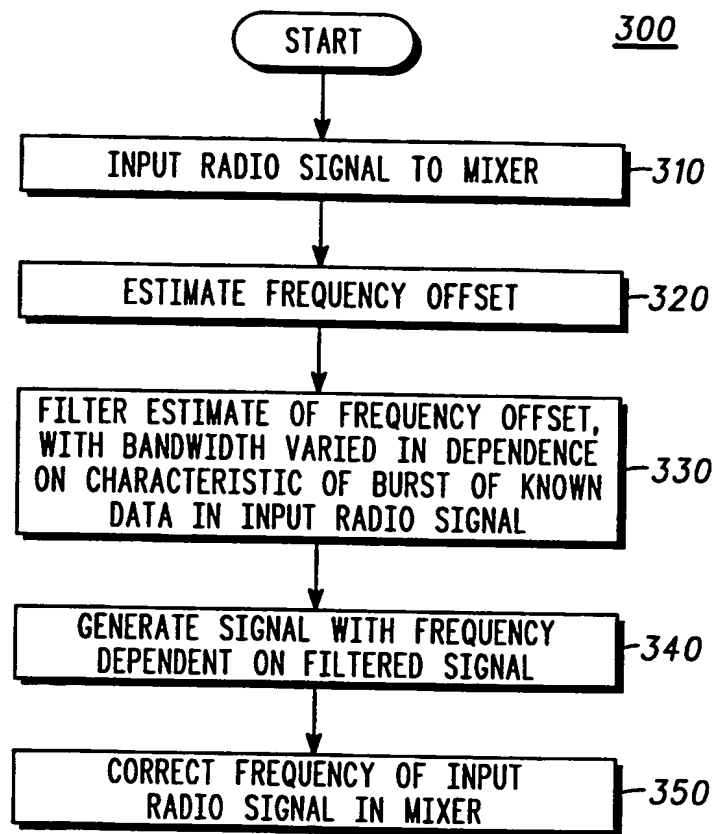 START
300
INPUT RADIO SIGNAL TO MIXER
310
ESTIMATE FREQUENCY OFFSET
320
FILTER ESTIMATE OF FREQUENCY OFFSET,
WITH BANDWIDTH VARIED IN DEPENDENCE
ON CHARACTERISTIC OF BURST OF KNOWN
DATA IN INPUT RADIO SIGNAL
330
GENERATE SIGNAL WITH FREQUENCY
DEPENDENT ON FILTERED SIGNAL
340
CORRECT FREQUENCY OF INPUT
RADIO SIGNAL IN MIXER
350